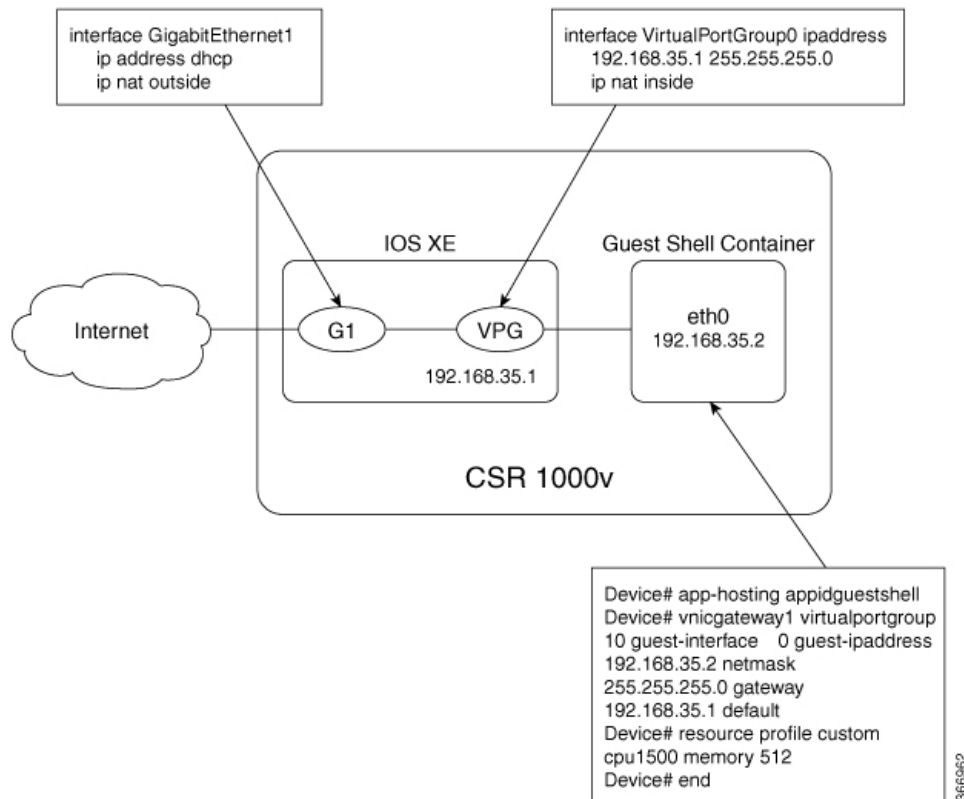 interface GigabitEthernet1
ip address dhcp
ip nat outside
interface VirtualPortGroup0 ipaddress
192.168.35.1 255.255.255.0
ip nat inside
IOS XE
Guest Shell Container
Internet
G1
VPG
192.168.35.1
eth0
192.168.35.2
CSR 1000v
Device# app-hosting appidguestshell
Device# vnicgateway1 virtualportgroup
10 guest-interface 0 guest-ipaddress
192.168.35.2 netmask
255.255.255.0 gateway
192.168.35.1 default
Device# resource profile custom
cpu1500 memory 512
Device# end
366962